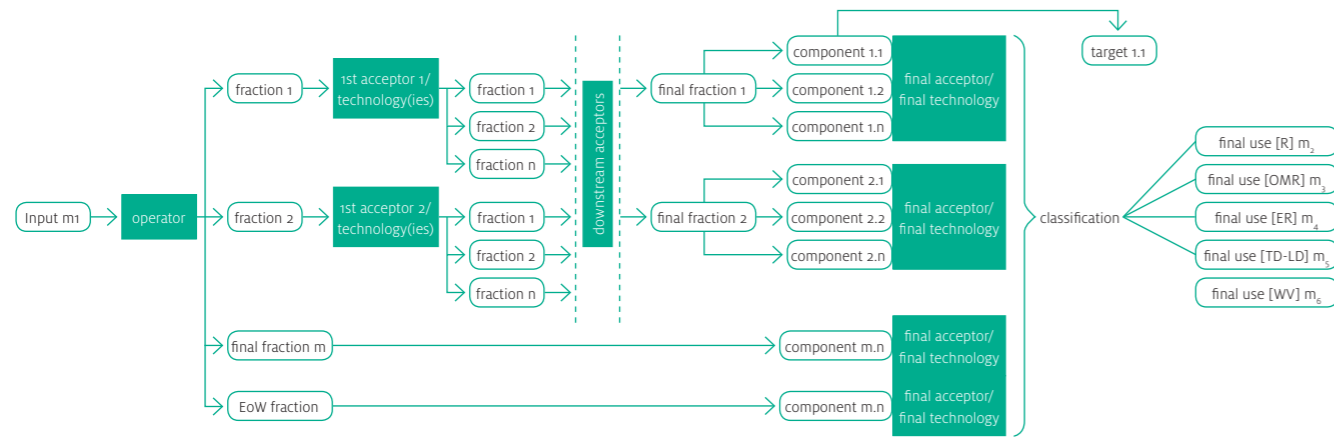 Input m1
operator
fraction 1
fraction 2
final fraction m
EoW fraction
1st acceptor 1/
technology(ies)
1st acceptor 2/
technology(ies)
fraction 1
fraction 2
fraction n
fraction 1
fraction 2
fraction n
downstream acceptors
final fraction 1
final fraction 2
component 1.1
component 1.2
component 1.n
component 2.1
component 2.2
component 2.n
component m.n
component m.n
final acceptor/
final technology
final acceptor/
final technology
final acceptor/
final technology
final acceptor/
final technology
classification
target 1.1
final use [R] m₂
final use [OMR] m₃
final use [ER] m₄
final use [TD-LD] m₅
final use [WV] m₆